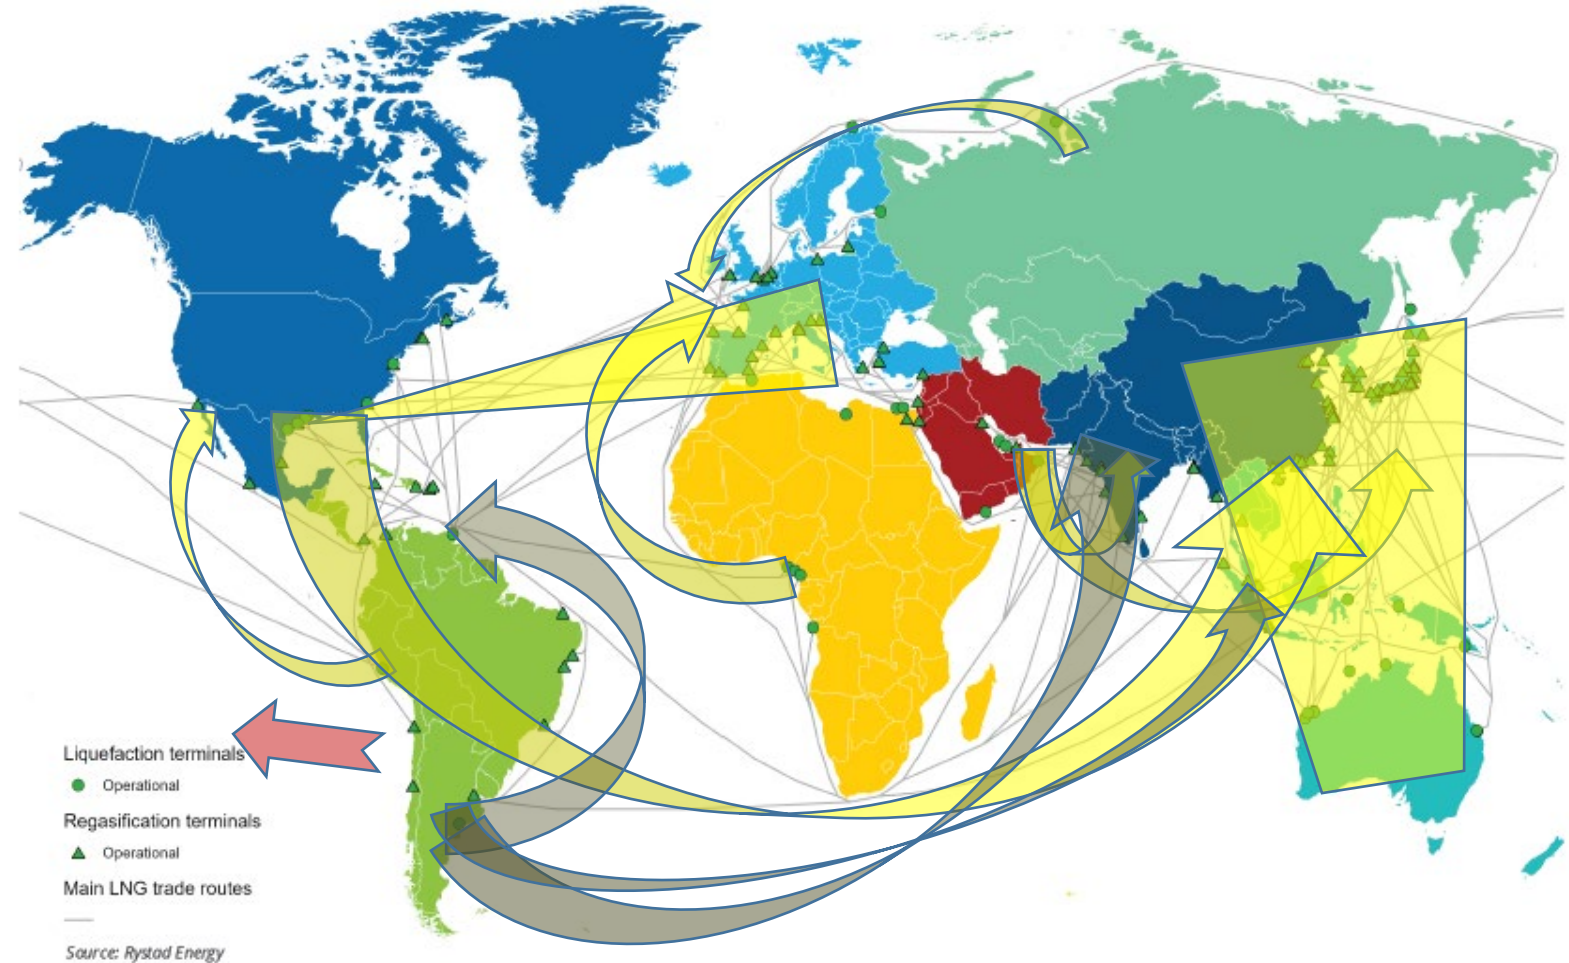 Liquefaction terminals
Operational
Regasification terminals
Operational
Main LNG trade routes
Source: Rystad Energy